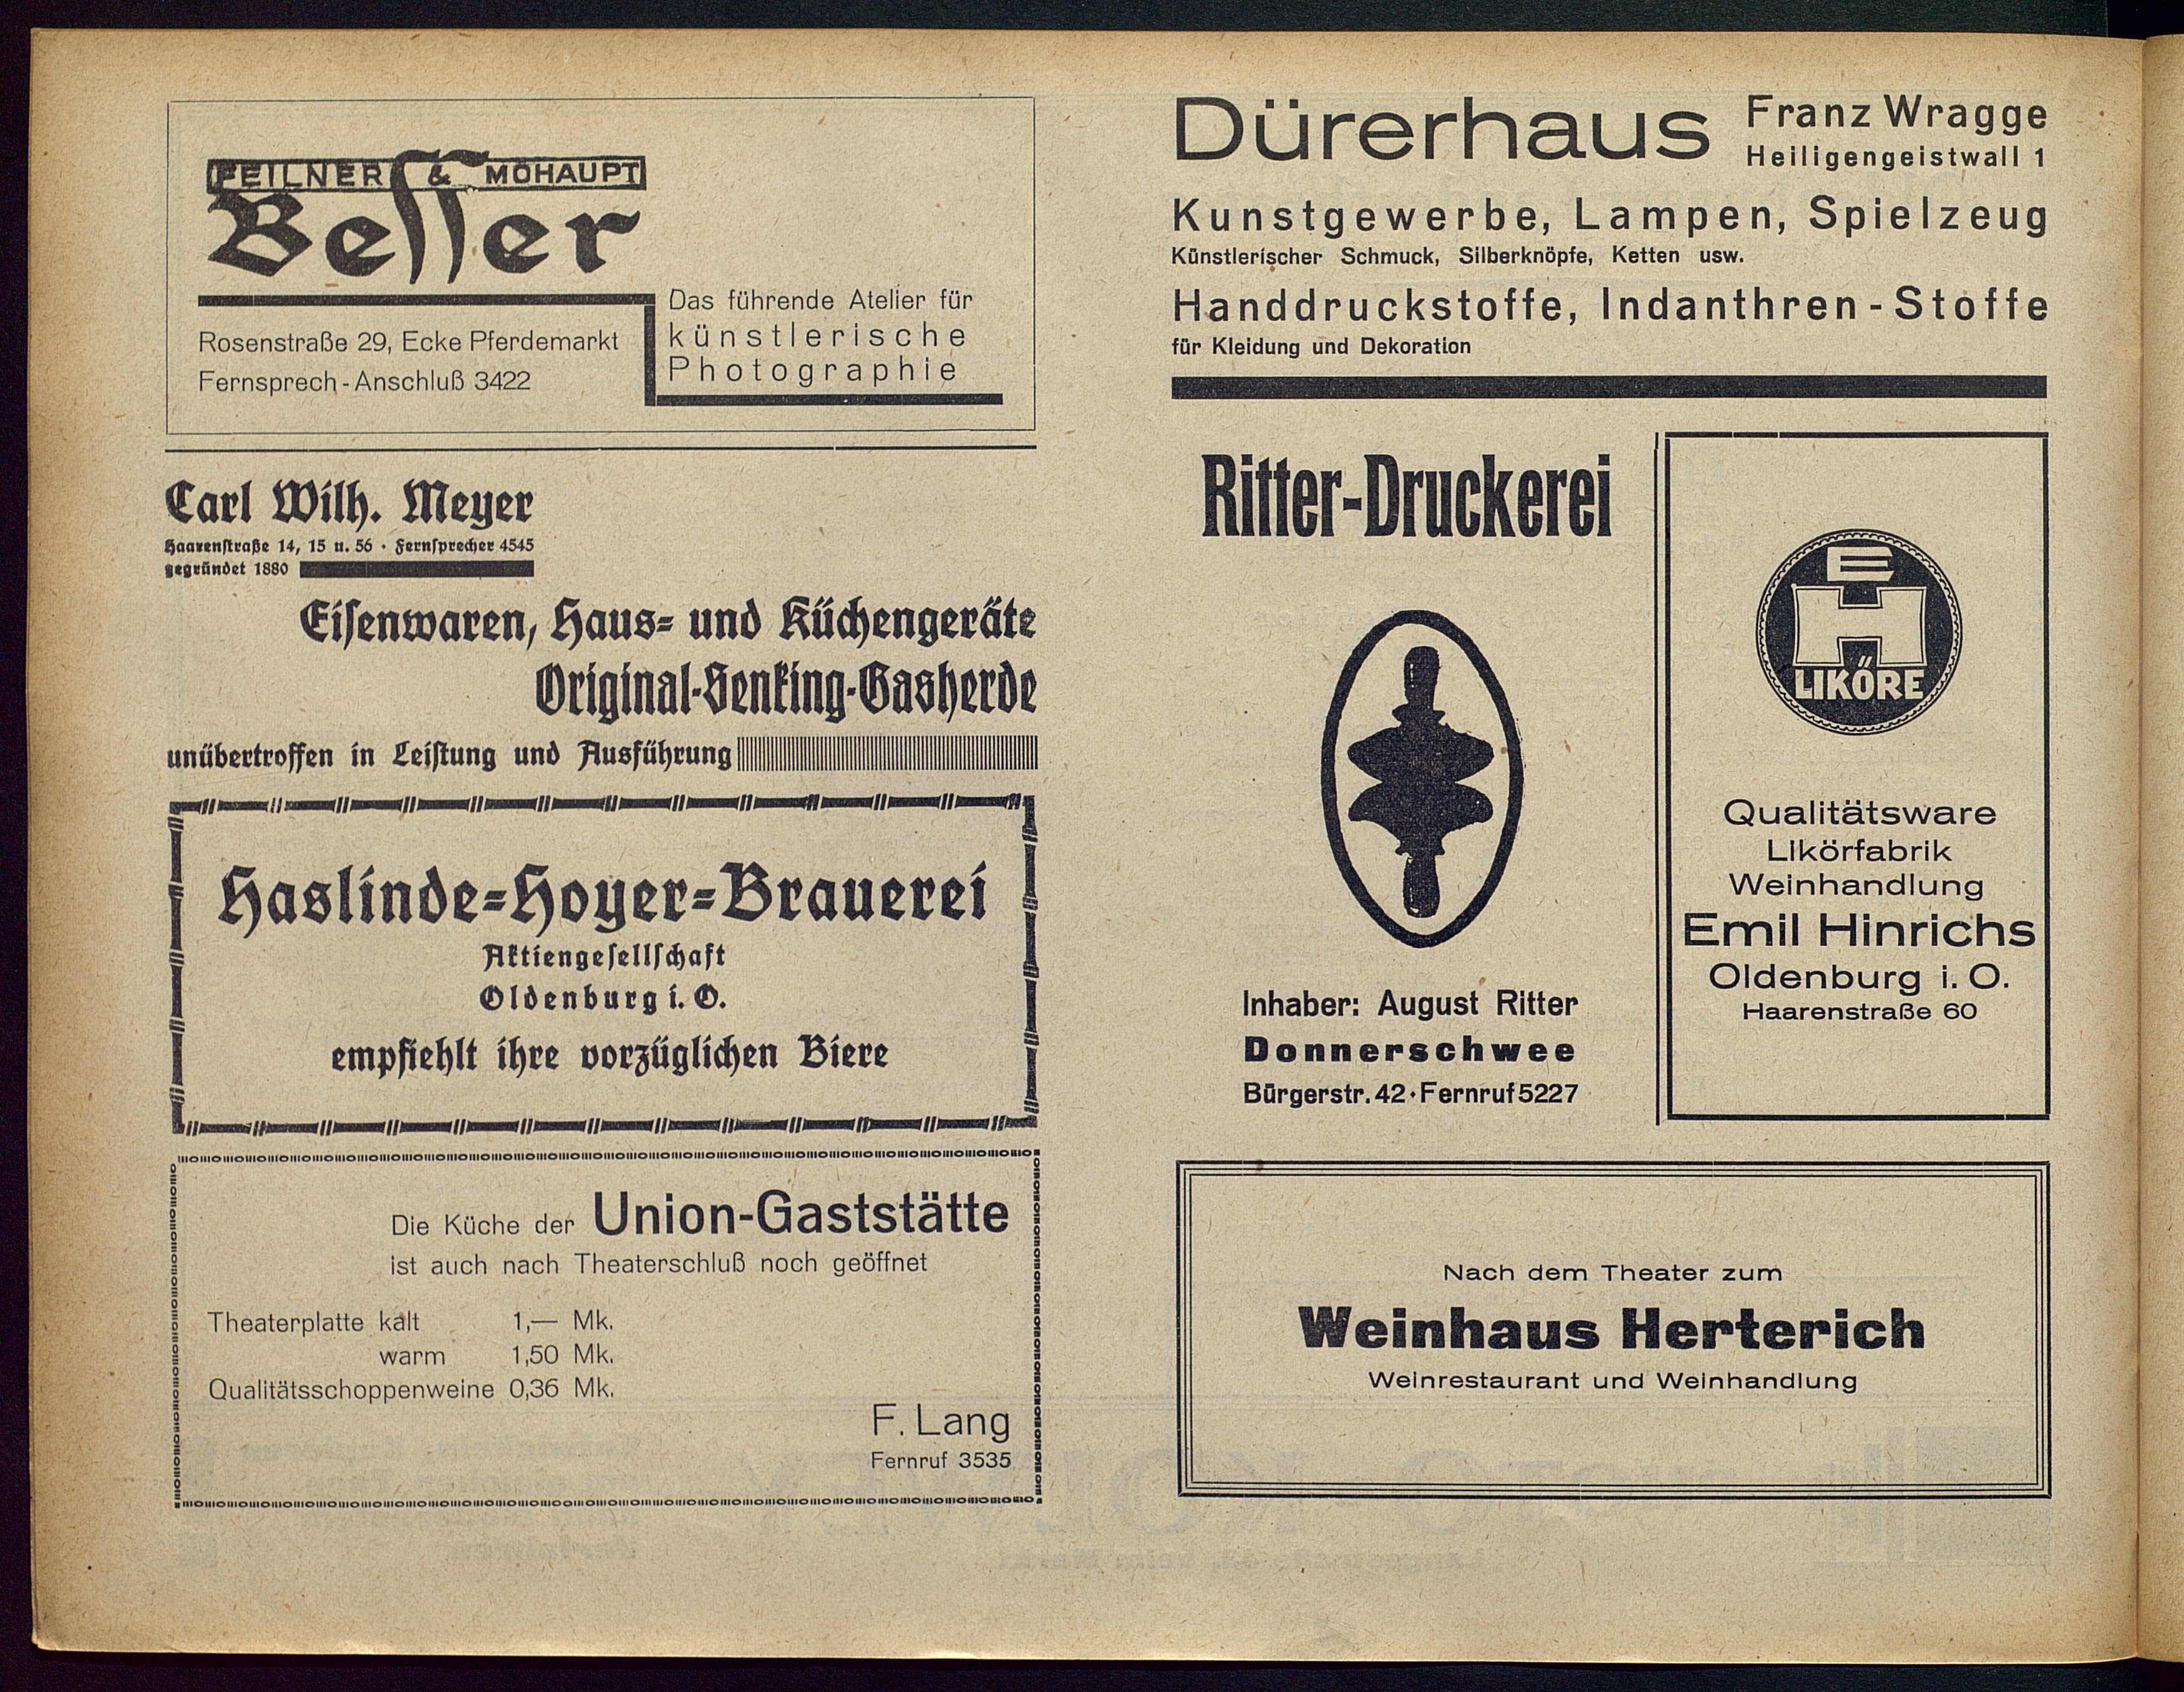 FEILNER & MOHAUPT
Besser
Rosenstraße 29, Ecke Pferdemarkt
Fernsprech-Anschluß 3422
Das führende Atelier für
künstlerische
Photographie
Carl Wilh. Meyer
Haarenstraße 14, 15 u. 56 · Fernsprecher 4545
gegründet 1880
Eisenwaren, Haus- und Küchengeräte
Original-Senking-Gasherde
unübertroffen in Leistung und Ausführung
Haslinde-Hoyer-Brauerei
Aktiengesellschaft
Oldenburg i. O.
empfiehlt ihre vorzüglichen Biere
Die Küche der Union-Gaststätte
ist auch nach Theaterschluß noch geöffnet
Theaterplatte kalt 1,— Mk.
warm 1,50 Mk.
Qualitätsschoppenweine 0,36 Mk.
F. Lang
Fernruf 3535
Dürerhaus
Franz Wragge
Heiligengeistwall 1
Kunstgewerbe, Lampen, Spielzeug
Künstlerischer Schmuck, Silberknöpfe, Ketten usw.
Handdruckstoffe, Indanthren-Stoffe
für Kleidung und Dekoration
Ritter-Druckerei
Inhaber: August Ritter
Donnerschwee
Bürgerstr. 42 · Fernruf 5227
E
H
LIKÖRE
Qualitätsware
Likörfabrik
Weinhandlung
Emil Hinrichs
Oldenburg i. O.
Haarenstraße 60
Nach dem Theater zum
Weinhaus Herterich
Weinrestaurant und Weinhandlung